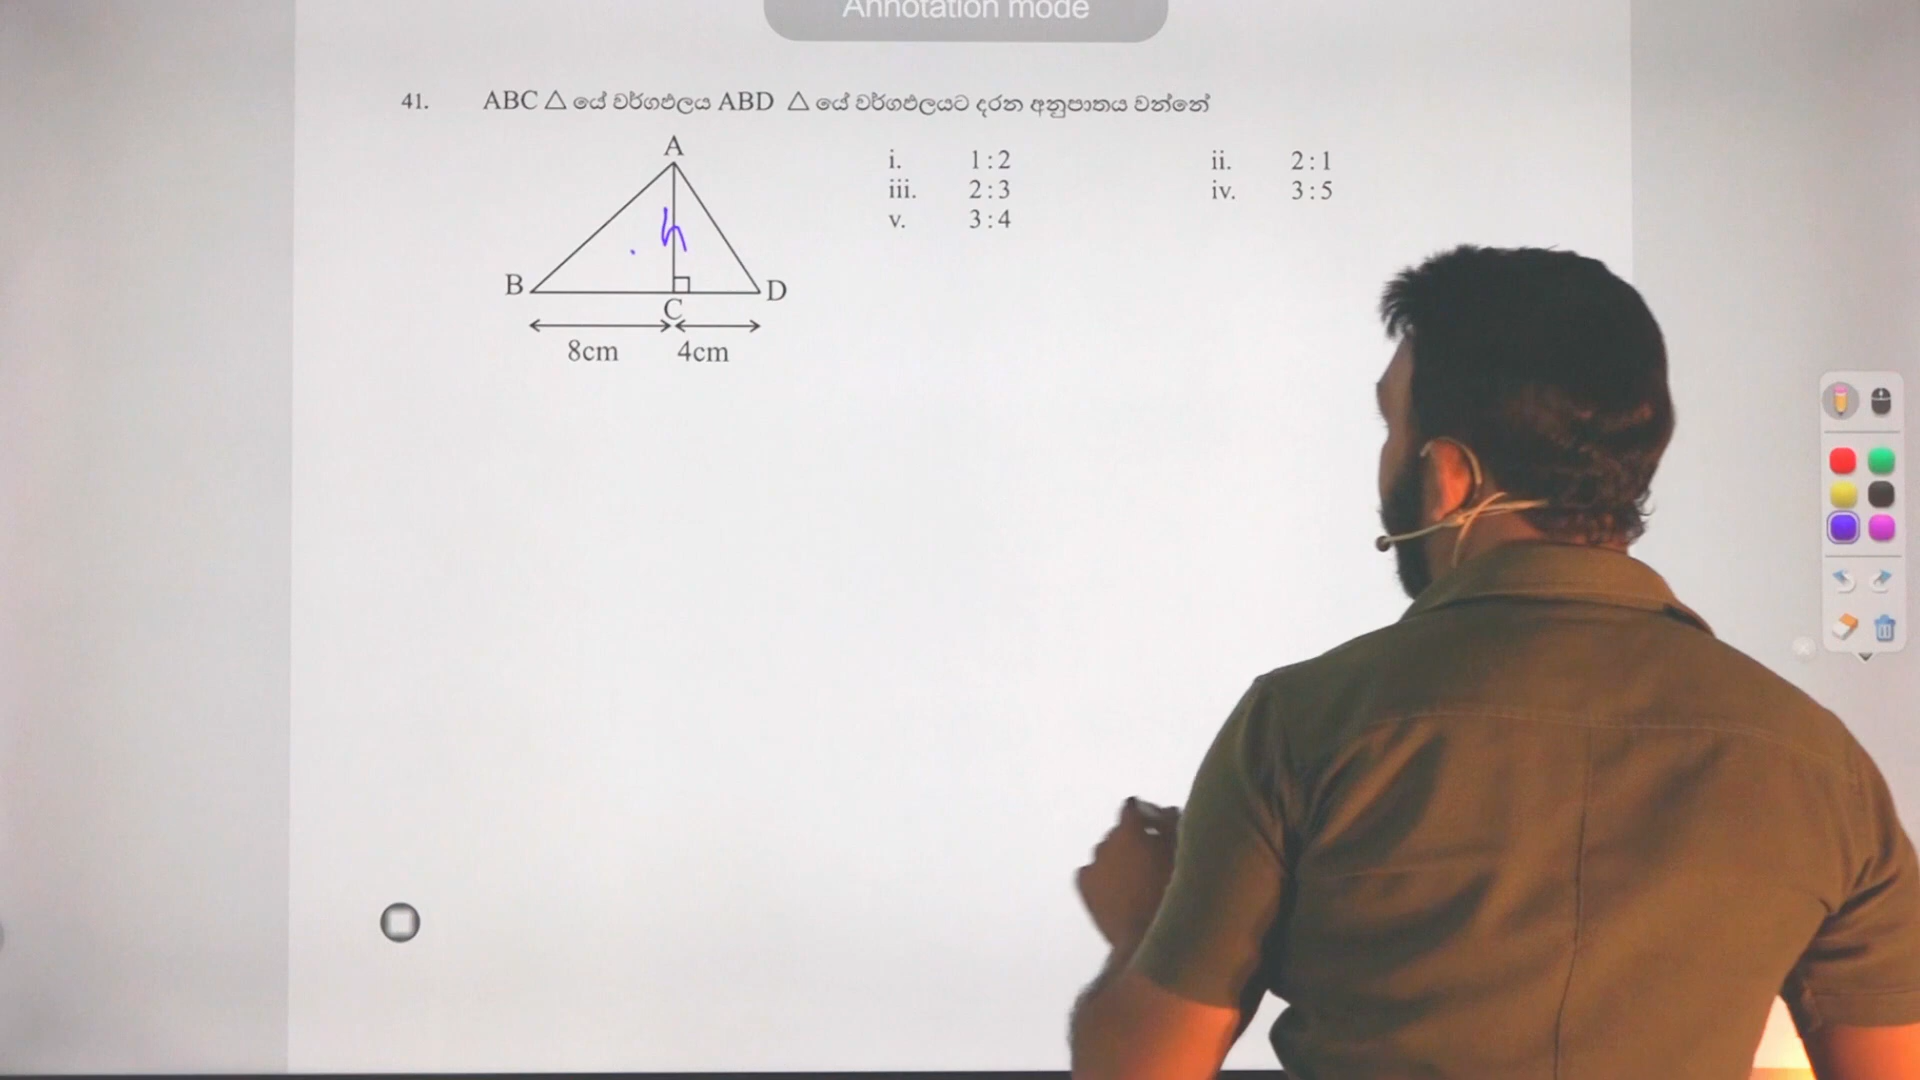 Annotation mode
41. ABC △ යේ වර්ගඵලය ABD △ යේ වර්ගඵලයට දරන අනුපාතය වන්නේ
A
i. 1 : 2 ii. 2 : 1
iii. 2 : 3 iv. 3 : 5
v. 3 : 4
h
B C D
8cm 4cm